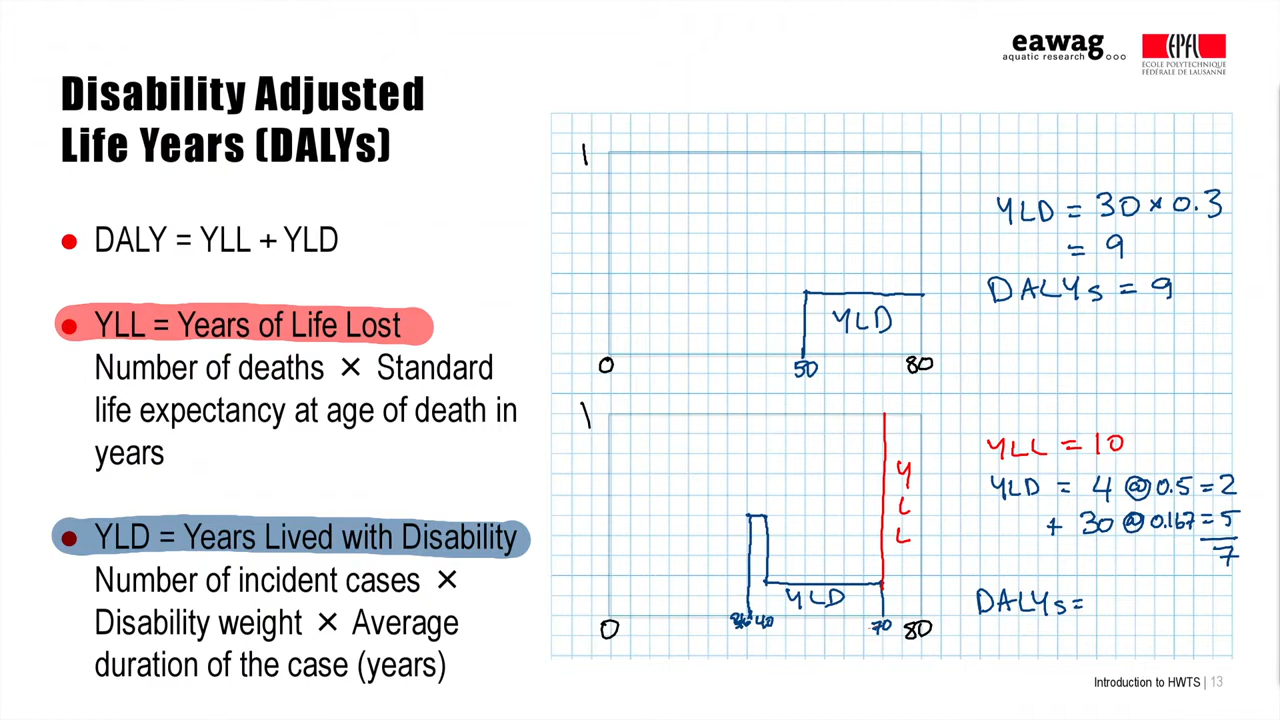 eawag
aquatic research
EPFL
ÉCOLE POLYTECHNIQUE
FÉDÉRALE DE LAUSANNE
Disability Adjusted
Life Years (DALYs)
DALY = YLL + YLD
YLL = Years of Life Lost
Number of deaths × Standard
life expectancy at age of death in
years
YLD = Years Lived with Disability
Number of incident cases ×
Disability weight × Average
duration of the case (years)
1
YLD
0
50
80
YLD = 30 × 0.3
= 9
DALYs = 9
1
YLL
YLD
0
40
70
80
YLL = 10
YLD = 4 @ 0.5 = 2
+ 30 @ 0.167 = 5
7
DALYs =
Introduction to HWTS | 13